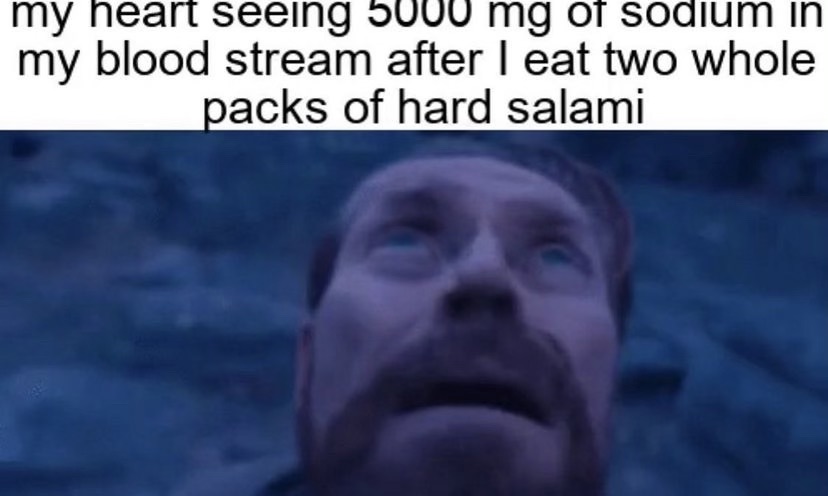 my heart seeing 5000 mg of sodium in
my blood stream after I eat two whole
packs of hard salami